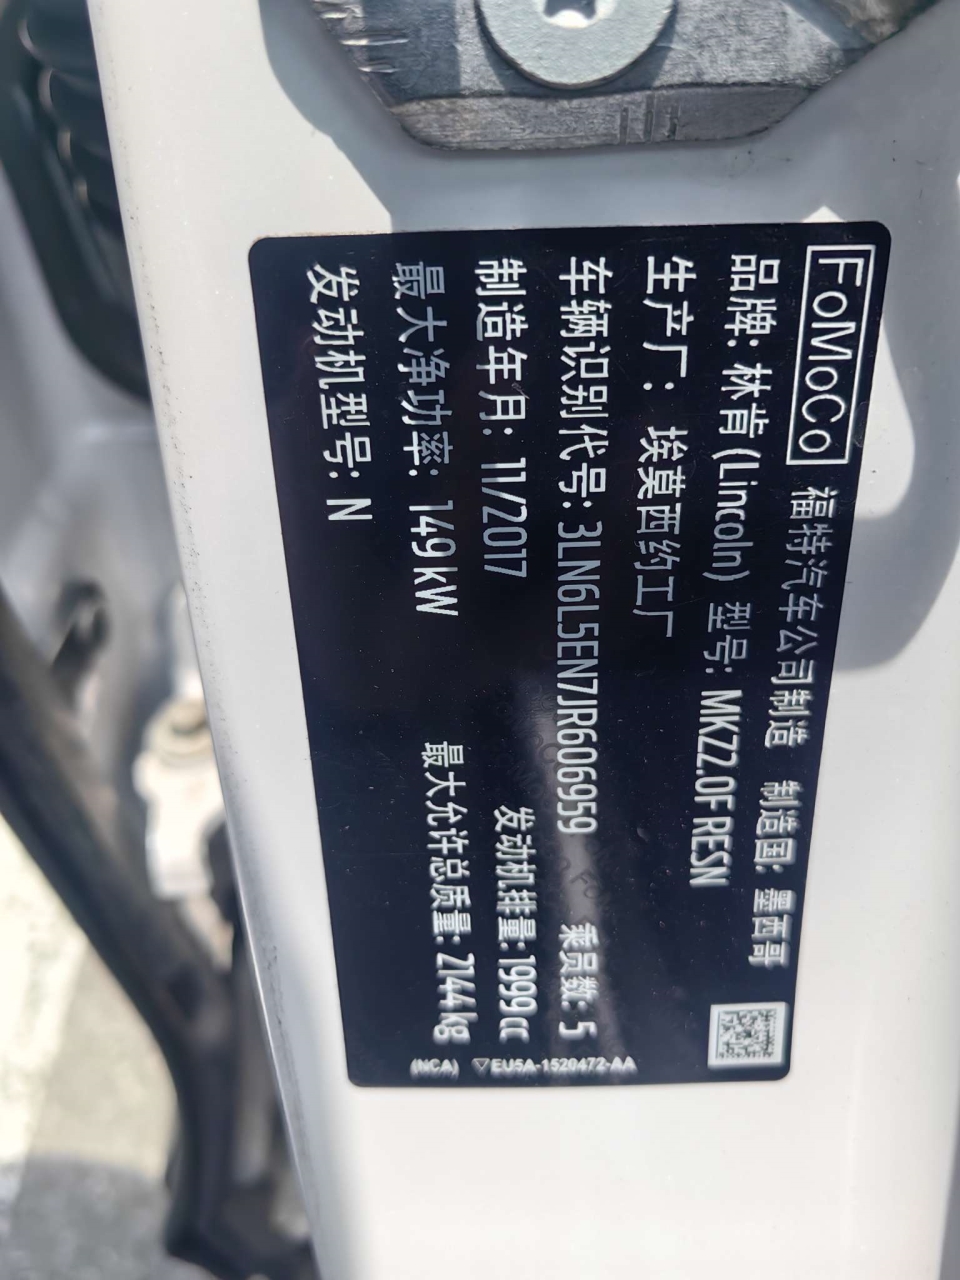 FoMoCo 福特汽车公司制造 制造国: 墨西哥
品牌: 林肯 (Lincoln) 型号: MKZ2.0FRESN
生产厂: 埃莫西约工厂
车辆识别代号: 3LN6L5EN7JR606959 乘员数: 5
制造年月: 11/2017 发动机排量: 1999 cc
最大净功率: 149 kW 最大允许总质量: 2144 kg
发动机型号: N
(NCA) ▽EU5A-1520472-AA